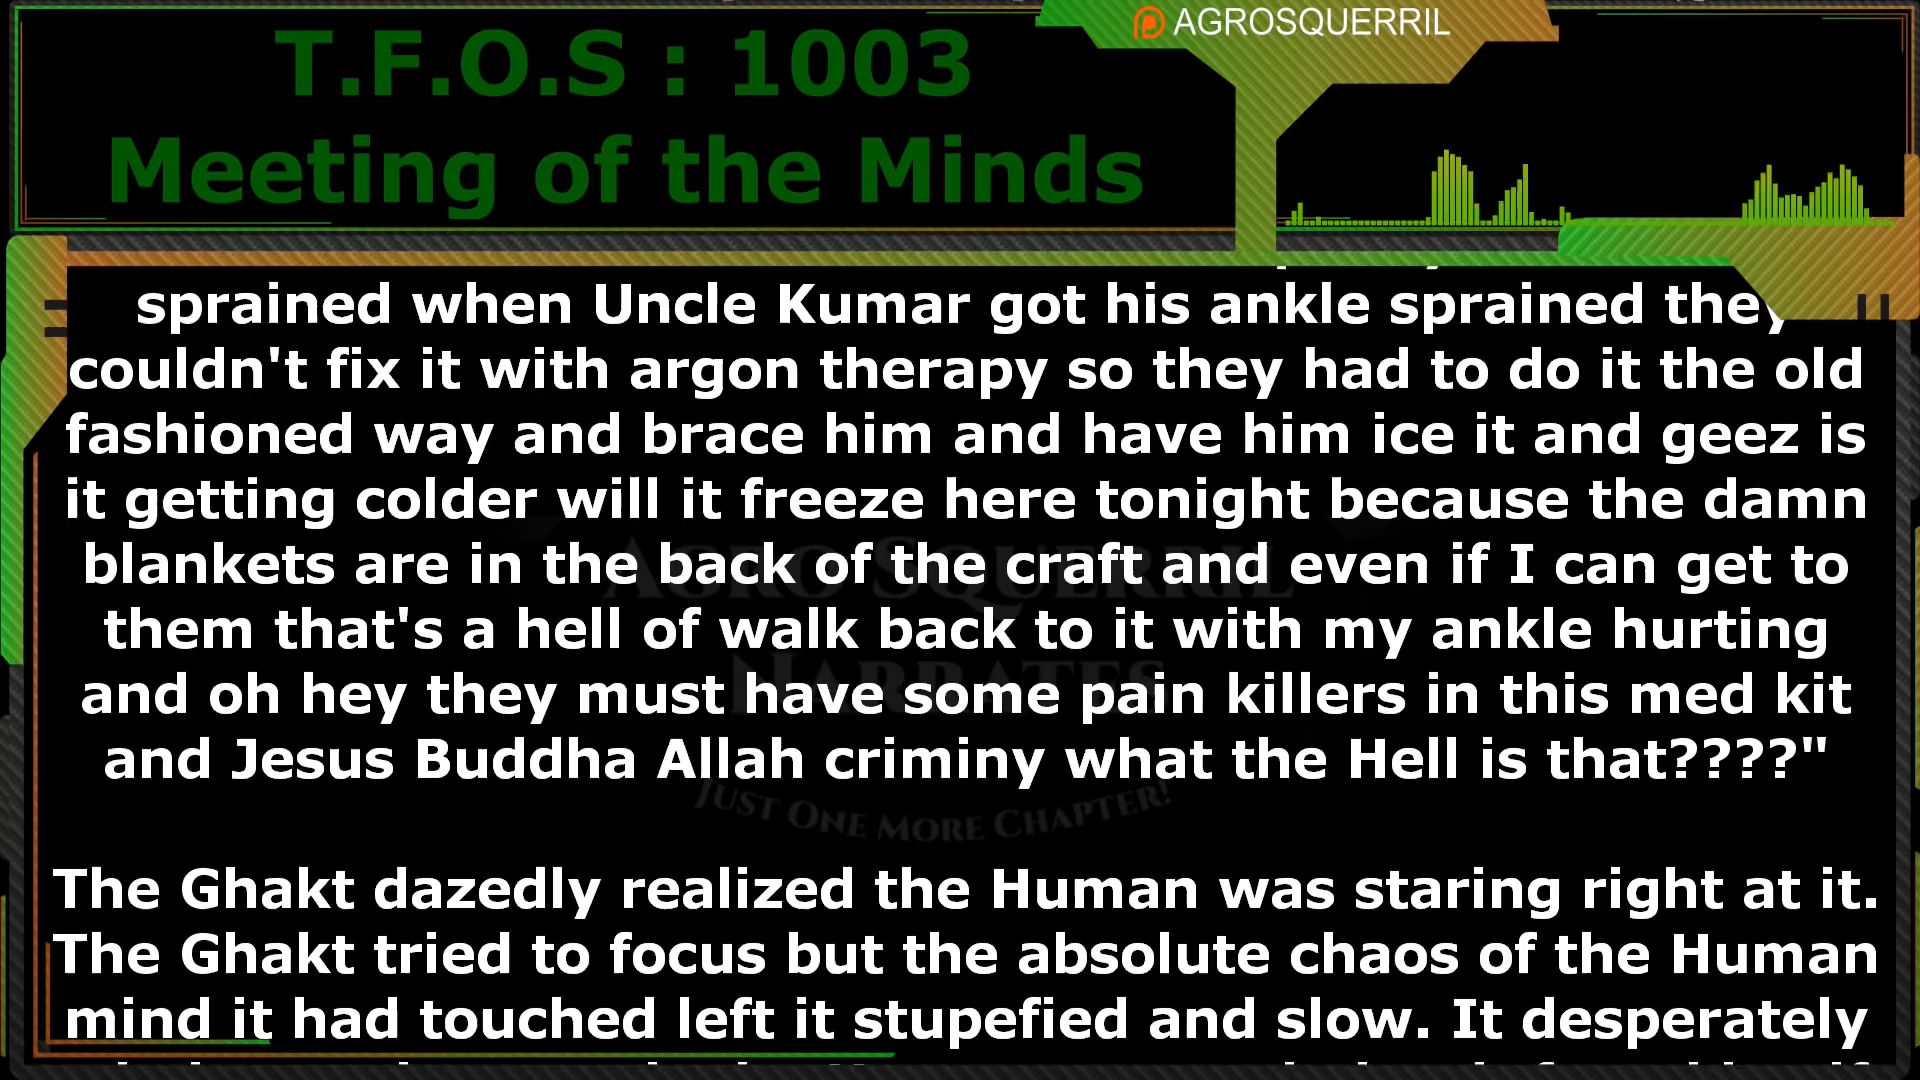 AGROSQUERRIL
T.F.O.S : 1003
Meeting of the Minds
sprained when Uncle Kumar got his ankle sprained they
couldn't fix it with argon therapy so they had to do it the old
fashioned way and brace him and have him ice it and geez is
it getting colder will it freeze here tonight because the damn
blankets are in the back of the craft and even if I can get to
them that's a hell of walk back to it with my ankle hurting
and oh hey they must have some pain killers in this med kit
and Jesus Buddha Allah criminy what the Hell is that????"
The Ghakt dazedly realized the Human was staring right at it.
The Ghakt tried to focus but the absolute chaos of the Human
mind it had touched left it stupefied and slow. It desperately
AGRO SQUERRIL
NARRATES
JUST ONE MORE CHAPTER!